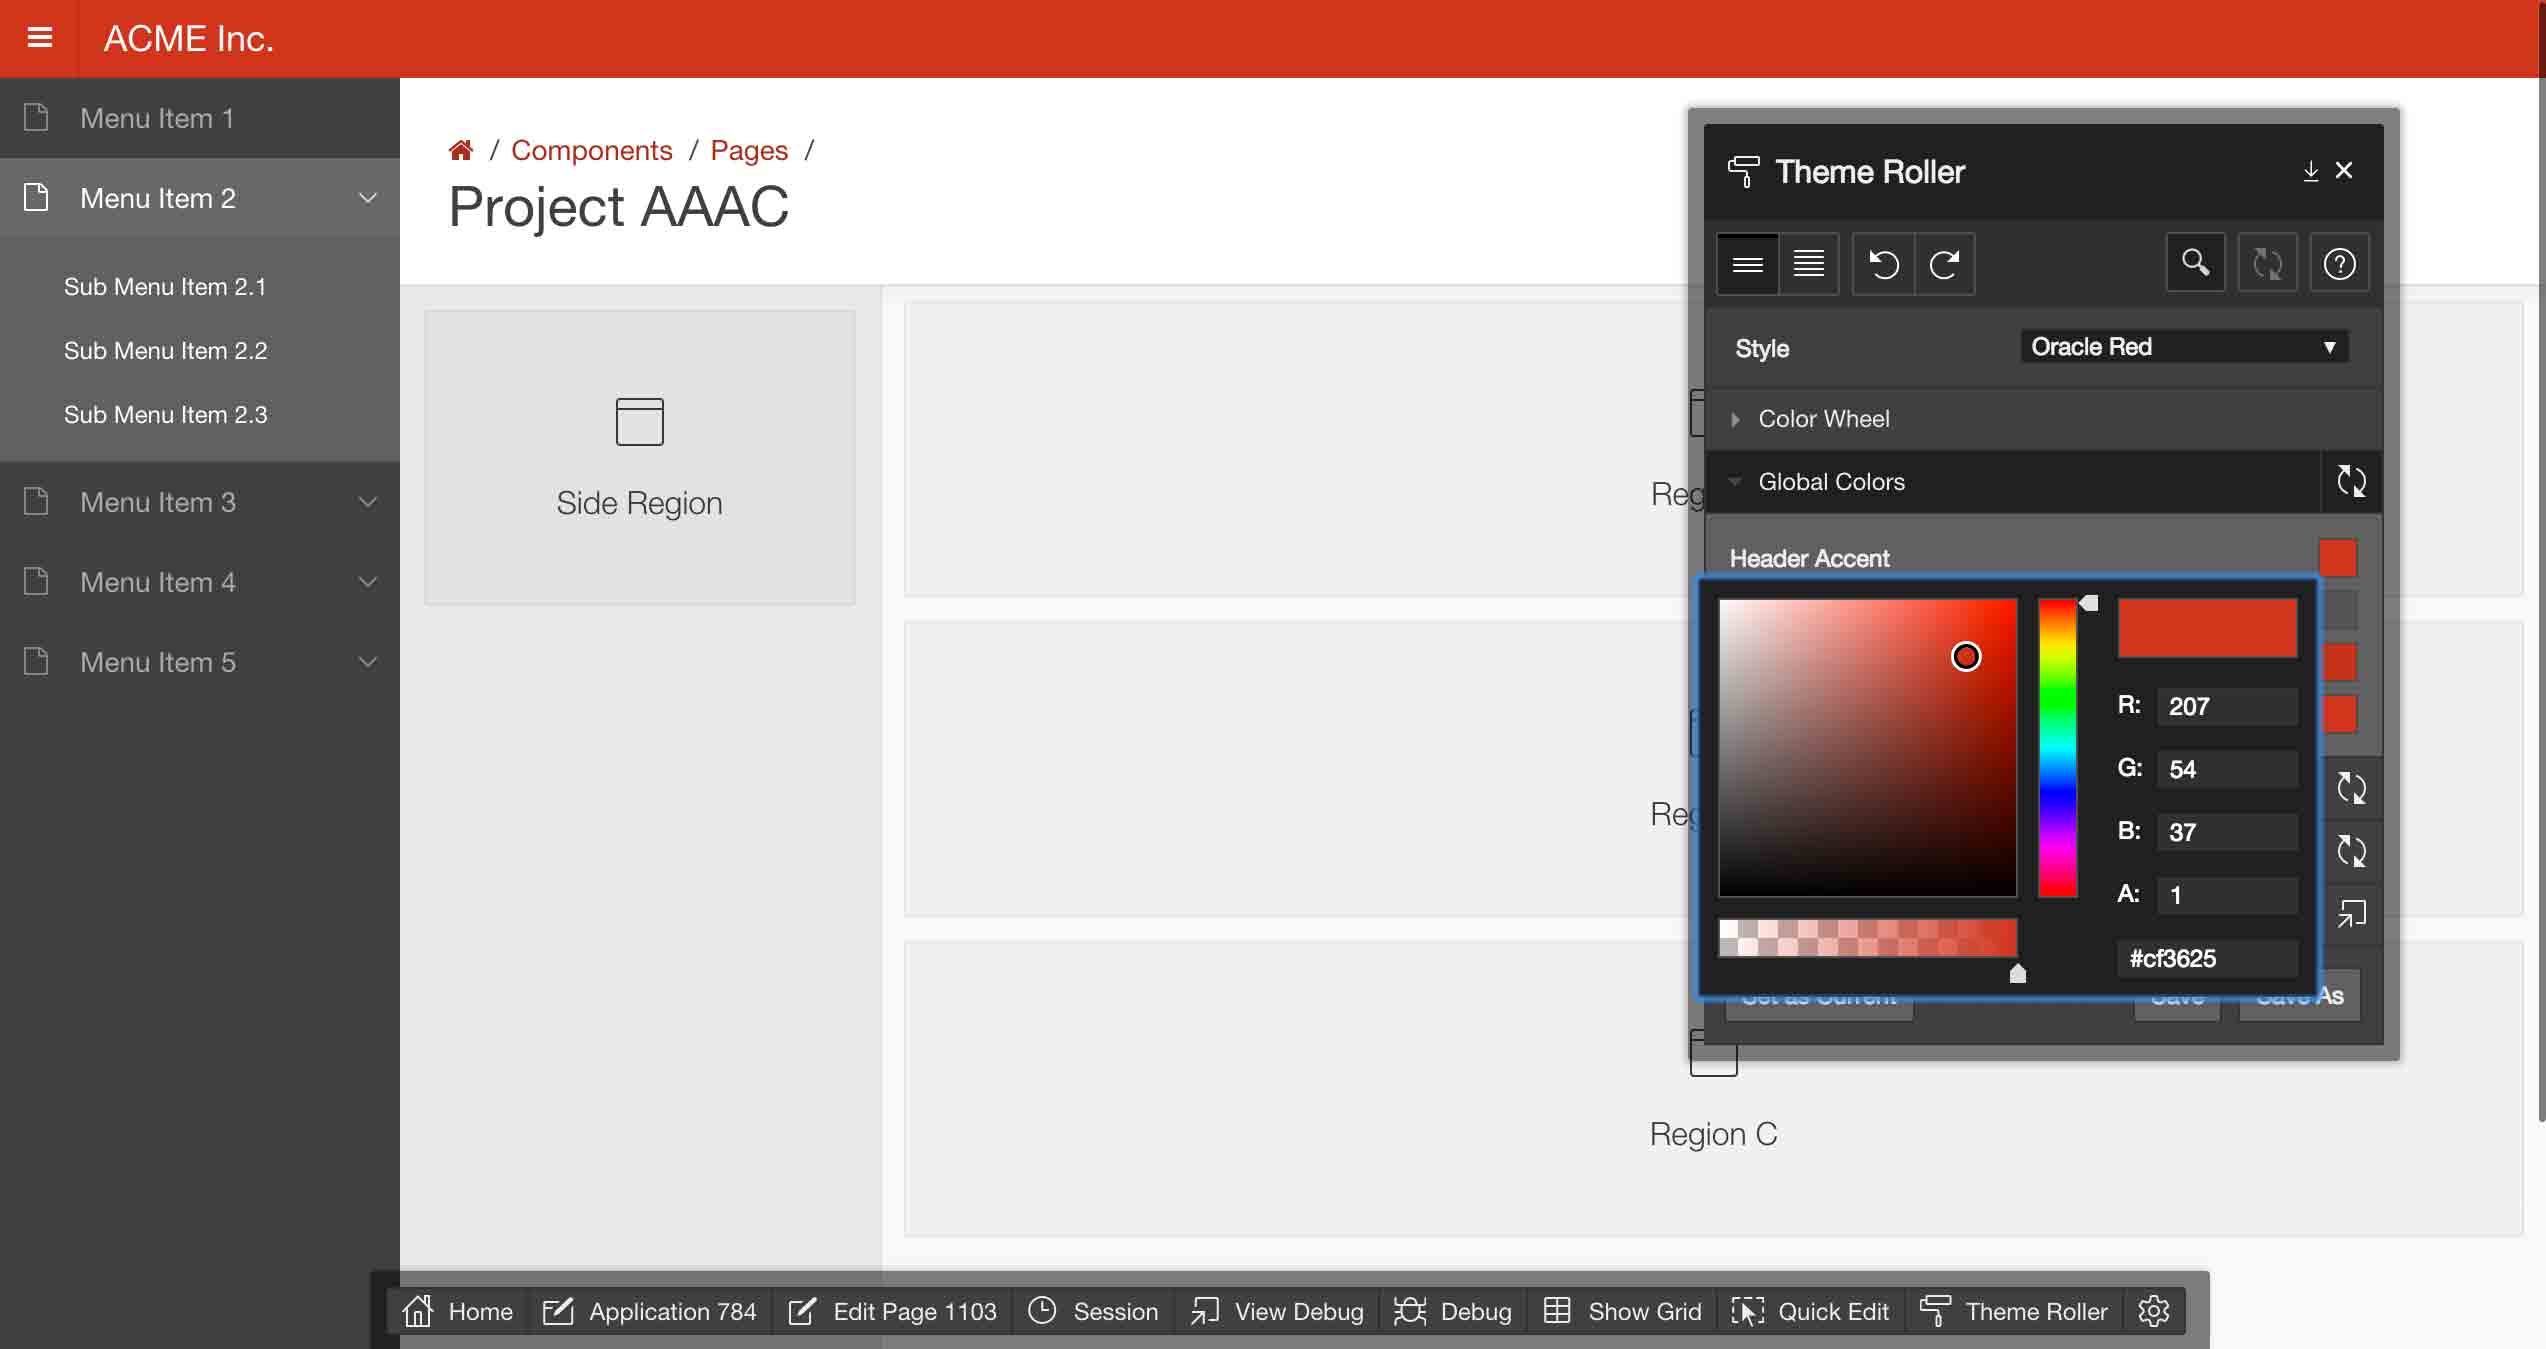 ACME Inc.
Menu Item 1
Menu Item 2
Sub Menu Item 2.1
Sub Menu Item 2.2
Sub Menu Item 2.3
Menu Item 3
Menu Item 4
Menu Item 5
/ Components / Pages /
Project AAAC
Side Region
Reg
Reg
Region C
Theme Roller
Style Oracle Red
Color Wheel
Global Colors
Header Accent
R: 207
G: 54
B: 37
A: 1
#cf3625
Set as Current Save Save As
Home Application 784 Edit Page 1103 Session View Debug Debug Show Grid Quick Edit Theme Roller